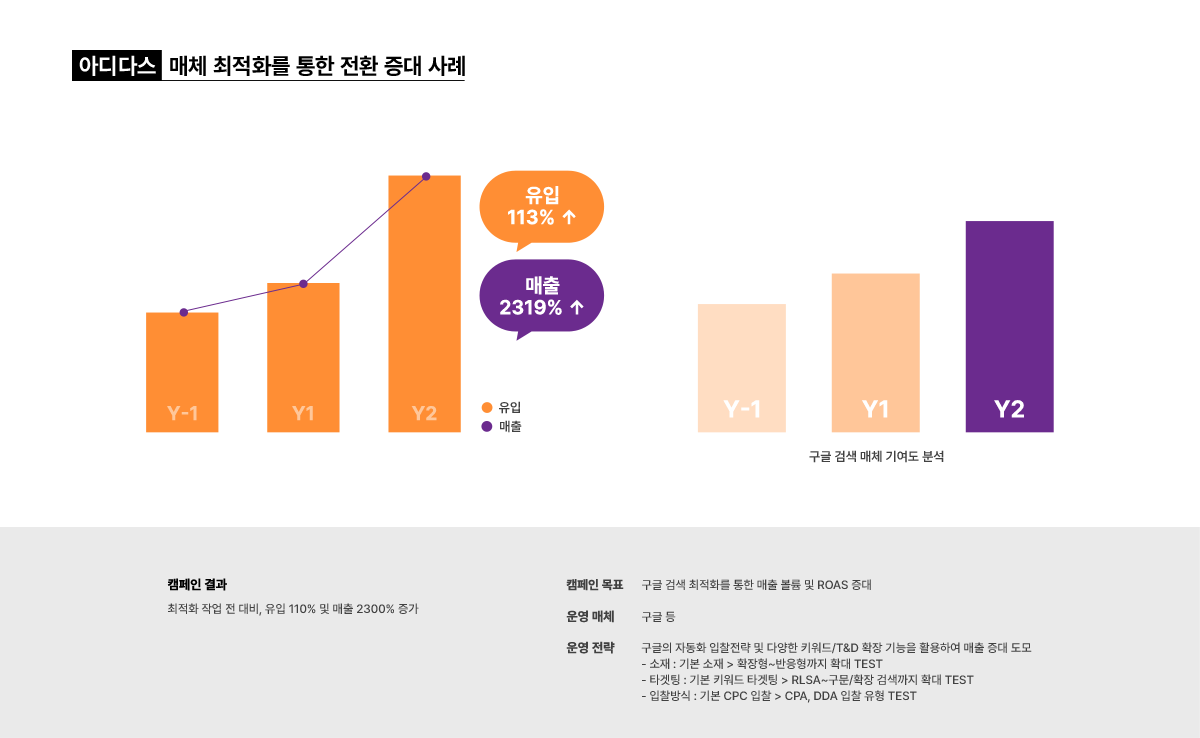 아디다스 매체 최적화를 통한 전환 증대 사례
유입
113% ↑
매출
2319% ↑
Y-1
Y1
Y2
유입
매출
Y-1
Y1
Y2
구글 검색 매체 기여도 분석
캠페인 결과
최적화 작업 전 대비, 유입 110% 및 매출 2300% 증가
캠페인 목표 구글 검색 최적화를 통한 매출 볼륨 및 ROAS 증대
운영 매체 구글 등
운영 전략 구글의 자동화 입찰전략 및 다양한 키워드/T&D 확장 기능을 활용하여 매출 증대 도모
- 소재 : 기본 소재 > 확장형~반응형까지 확대 TEST
- 타겟팅 : 기본 키워드 타겟팅 > RLSA~구문/확장 검색까지 확대 TEST
- 입찰방식 : 기본 CPC 입찰 > CPA, DDA 입찰 유형 TEST